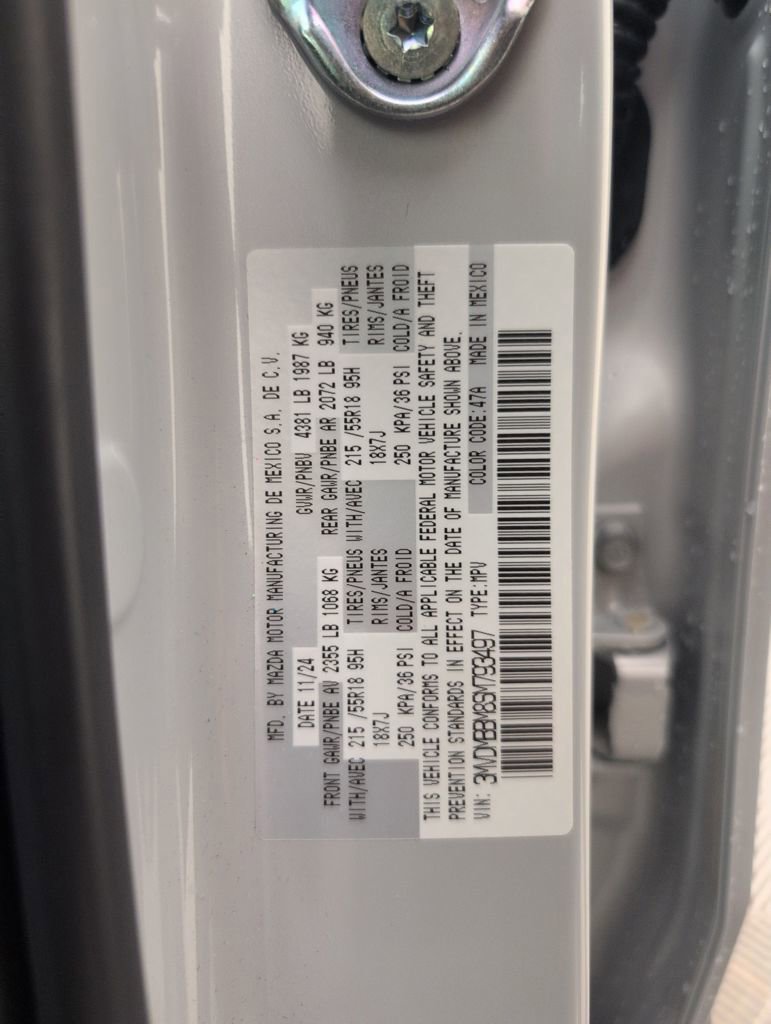 MFD. BY MAZDA MOTOR MANUFACTURING DE MEXICO S.A. DE C.V.
DATE 11/24 GVWR/PNBV 4381 LB 1987 KG
FRONT GAWR/PNBE AV 2355 LB 1068 KG REAR GAWR/PNBE AR 2072 LB 940 KG
WITH/AVEC 215 /55R18 95H TIRES/PNEUS WITH/AVEC 215 /55R18 95H TIRES/PNEUS
18X7J RIMS/JANTES 18X7J RIMS/JANTES
250 KPA/36 PSI COLD/A FROID 250 KPA/36 PSI COLD/A FROID
THIS VEHICLE CONFORMS TO ALL APPLICABLE FEDERAL MOTOR VEHICLE SAFETY AND THEFT
PREVENTION STANDARDS IN EFFECT ON THE DATE OF MANUFACTURE SHOWN ABOVE.
VIN: 3MVDMBBM8SM793497 TYPE:MPV COLOR CODE:47A MADE IN MEXICO